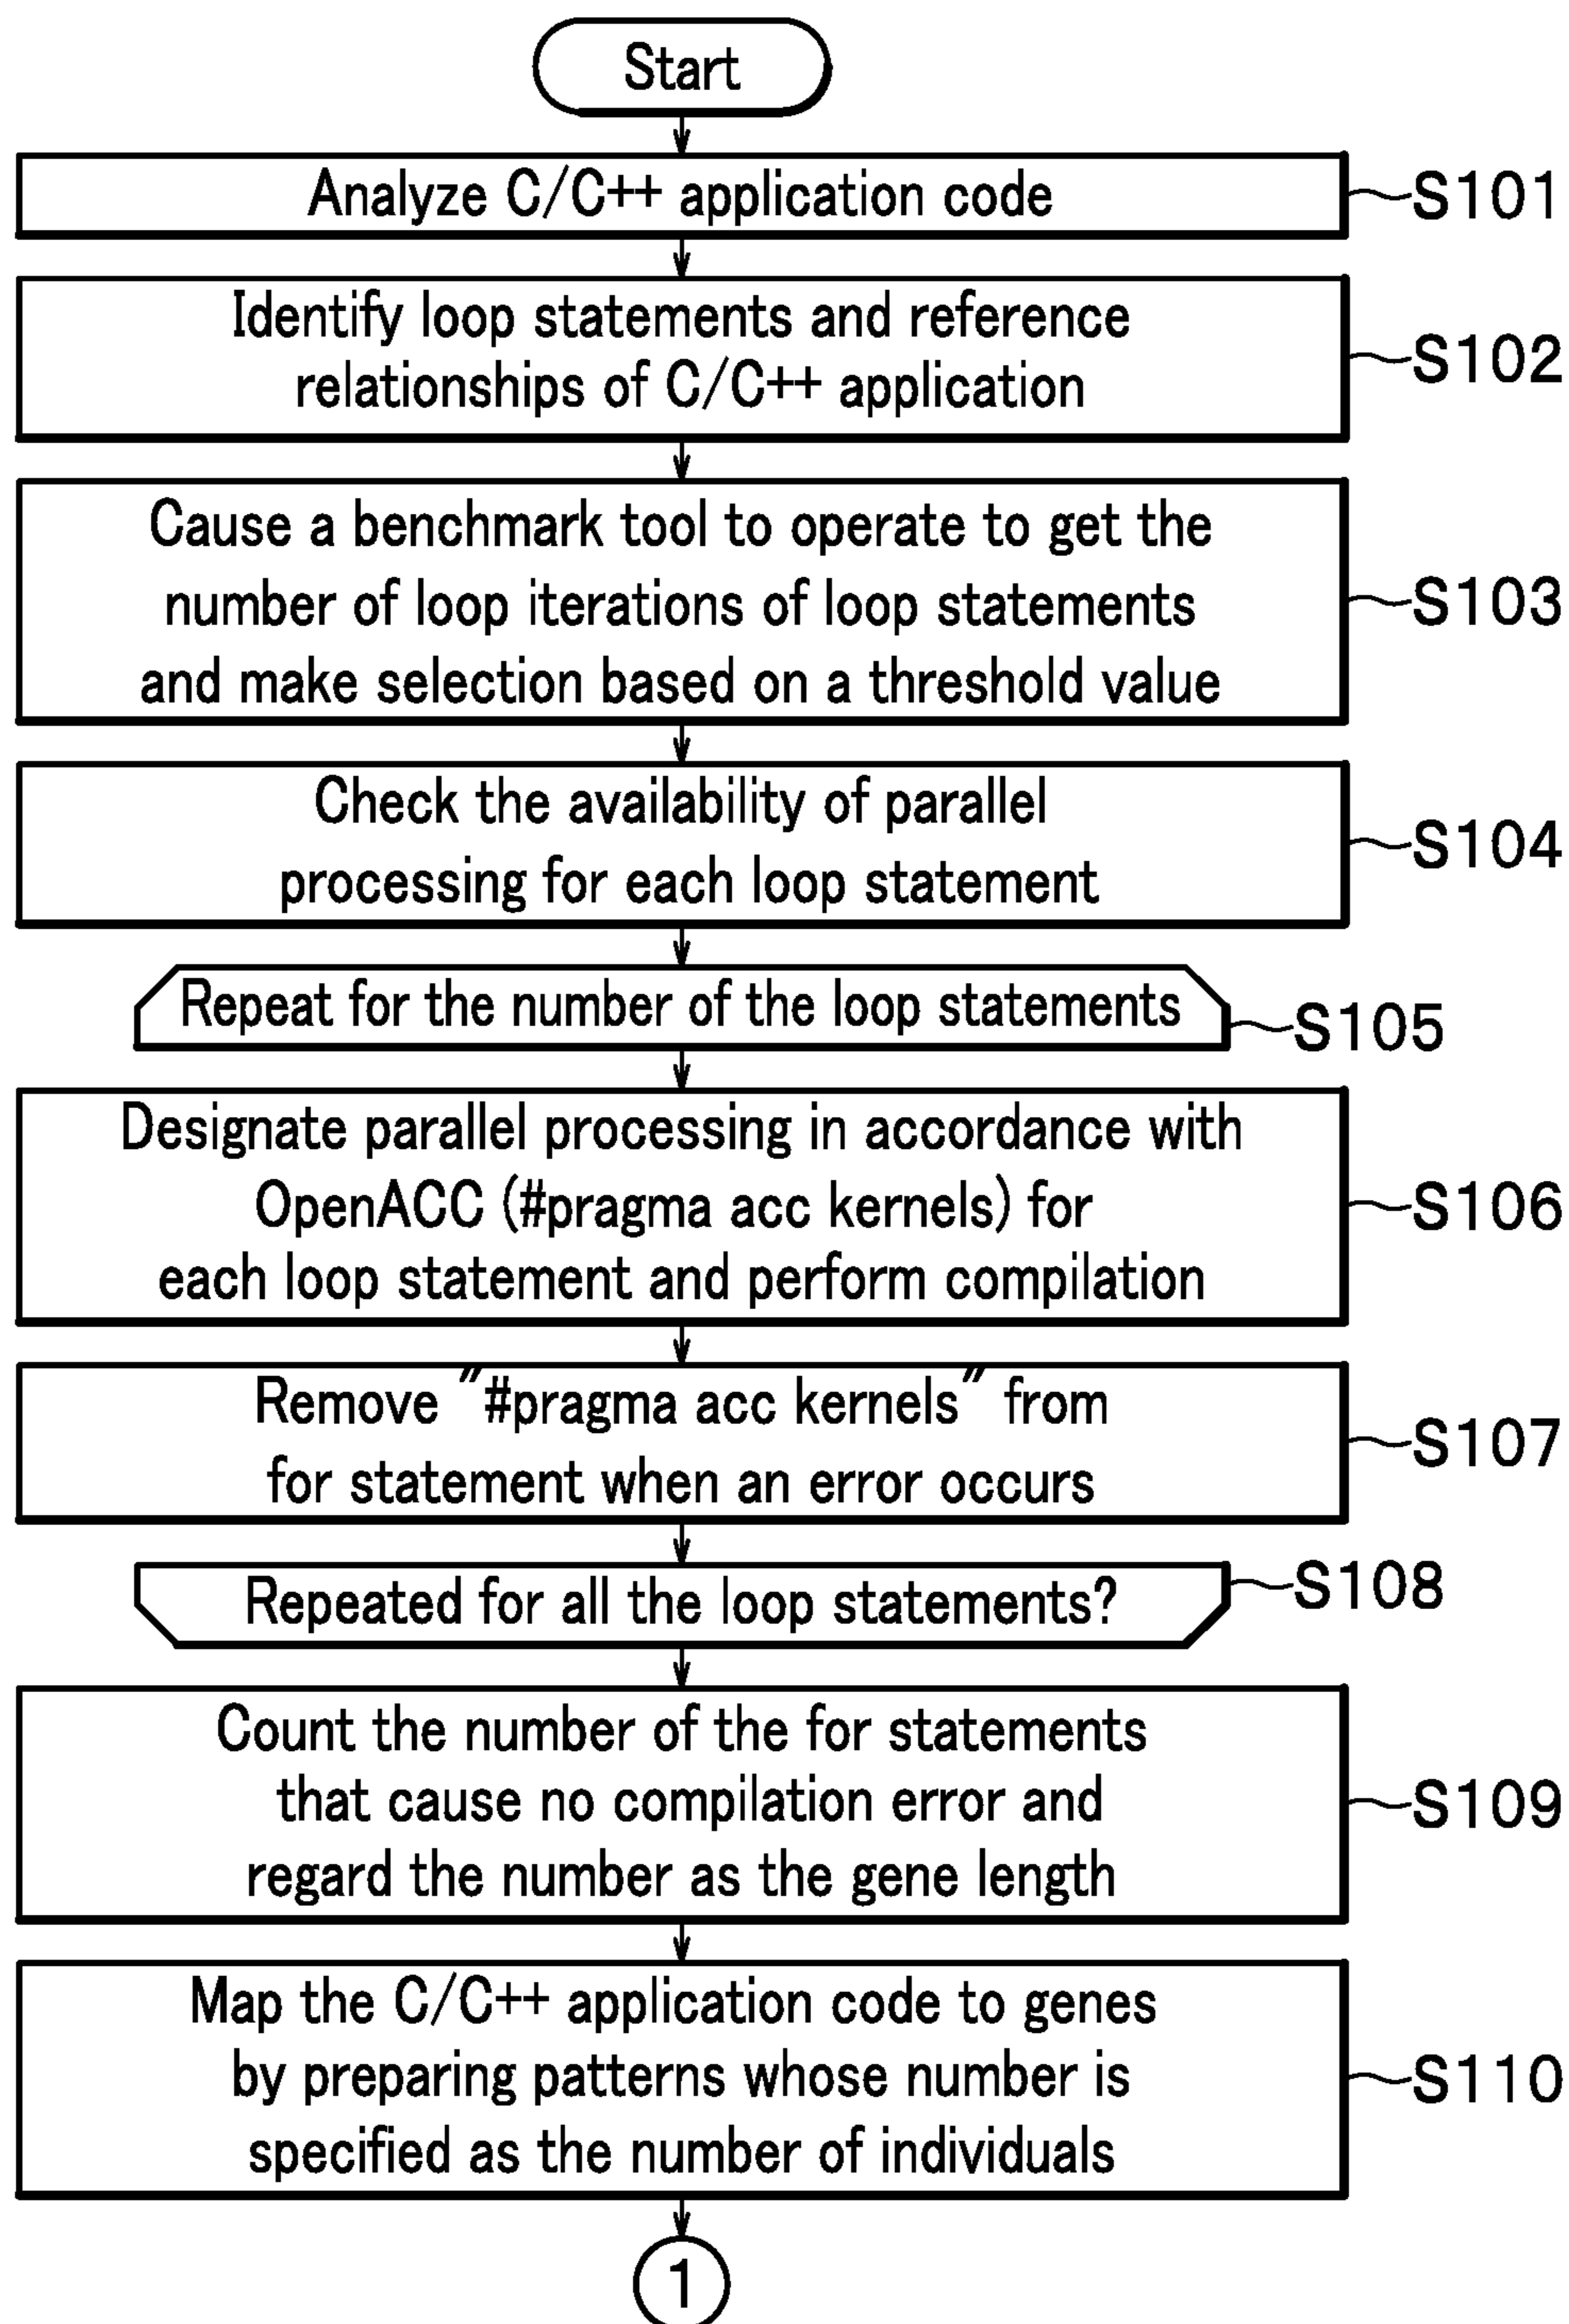 Start
Analyze C/C++ application code
S101
Identify loop statements and reference
relationships of C/C++ application
S102
Cause a benchmark tool to operate to get the
number of loop iterations of loop statements
and make selection based on a threshold value
S103
Check the availability of parallel
processing for each loop statement
S104
Repeat for the number of the loop statements
S105
Designate parallel processing in accordance with
OpenACC (#pragma acc kernels) for
each loop statement and perform compilation
S106
Remove "#pragma acc kernels" from
for statement when an error occurs
S107
Repeated for all the loop statements?
S108
Count the number of the for statements
that cause no compilation error and
regard the number as the gene length
S109
Map the C/C++ application code to genes
by preparing patterns whose number is
specified as the number of individuals
S110
1